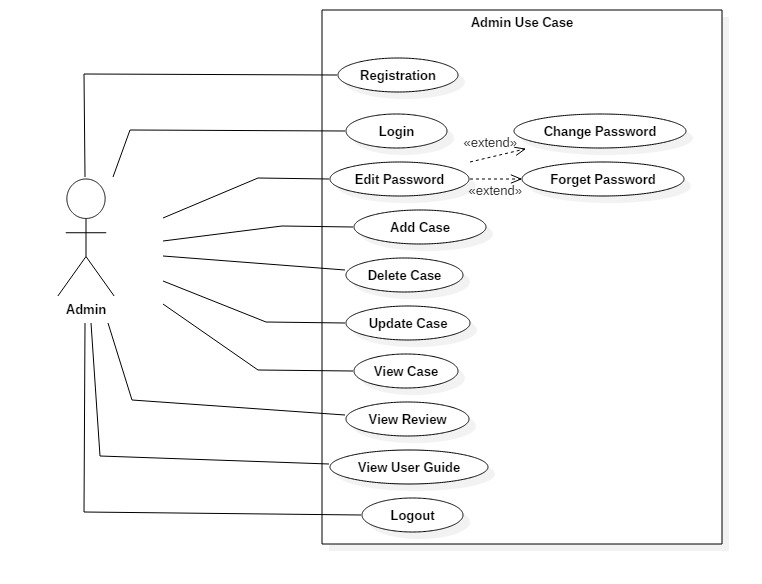 Admin Use Case
Registration
Login
«extend»
Change Password
Edit Password
«extend»
Forget Password
Add Case
Delete Case
Admin
Update Case
View Case
View Review
View User Guide
Logout